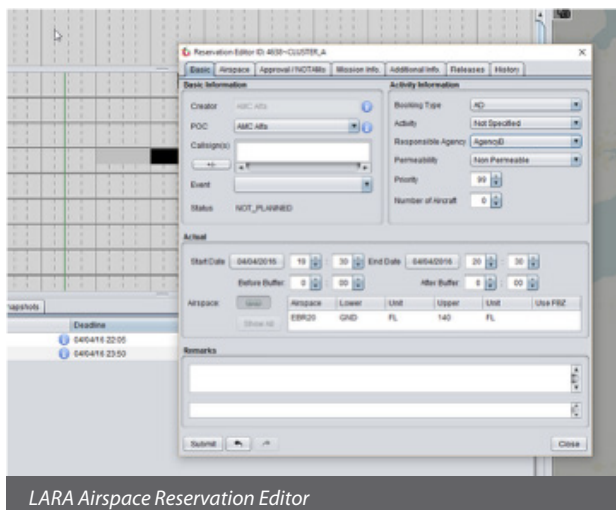 Reservation Editor ID: 4638~CLUSTER_A
Basic Airspace Approval / NOTAMs Mission Info. Additional Info. Releases History
Basic Information
Activity Information
Creator AMC Alfa
Booking Type AD
POC AMC Alfa
Activity Not Specified
Callsign(s)
Responsible Agency AgencyB
+/-
Permeability Non Permeable
Event
Priority 99
Status NOT_PLANNED
Number of Aircraft 0
Actual
Start Date 04/04/2016 19 : 30 End Date 04/04/2016 20 : 30
Before Buffer 0 : 00 After Buffer 0 : 00
Airspace Airspace Lower Unit Upper Unit Use FBZ
Show All EBR20 GND FL 140 FL
Remarks
Submit Close
napshots
Deadline
04/04/16 22:05
04/04/16 23:50
LARA Airspace Reservation Editor